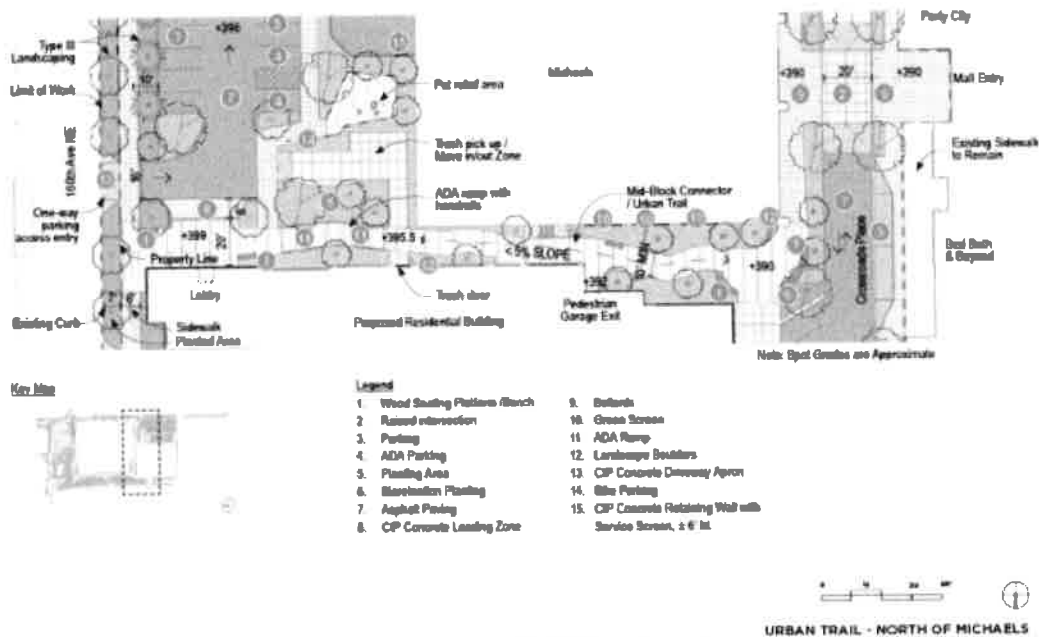 Type III
Landscaping
Limit of Work
One-way
parking
access entry
Property Line
Existing Curb
Sidewalk
Planted Area
+396
10'
+399
20'
Lobby
Michaels
Pet relief area
Trash pick up /
Move in/out Zone
ADA ramp with
handrails
+395.5
< 5% SLOPE
Trash door
Proposed Residential Building
Mid-Block Connector
/ Urban Trail
+392
Pedestrian
Garage Exit
+390
Party City
+390
20'
+390
Mall Entry
Existing Sidewalk
to Remain
Bed Bath
& Beyond
Note: Spot Grades are Approximate
Key Map
Legend
1. Wood Seating Platform /Bench
2. Raised Intersection
3. Parking
4. ADA Parking
5. Planting Area
6. Bioretention Planting
7. Asphalt Paving
8. CIP Concrete Loading Zone
9. Bollards
10. Green Screen
11. ADA Ramp
12. Landscape Boulders
13. CIP Concrete Driveway Apron
14. Bike Parking
15. CIP Concrete Retaining Wall with
Service Screen, ± 6' ht
URBAN TRAIL - NORTH OF MICHAELS